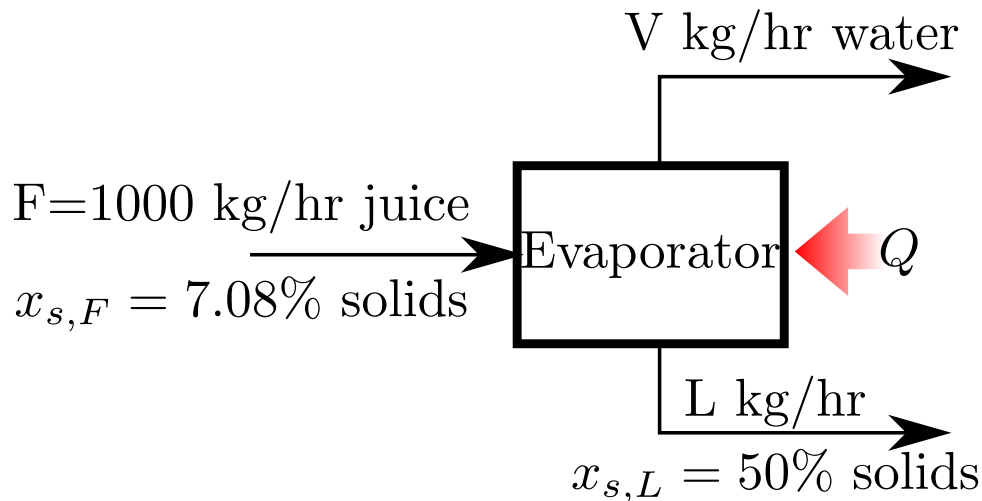 V kg/hr water
F=1000 kg/hr juice
Evaporator
Q
x_{s,F} = 7.08% solids
L kg/hr
x_{s,L} = 50% solids